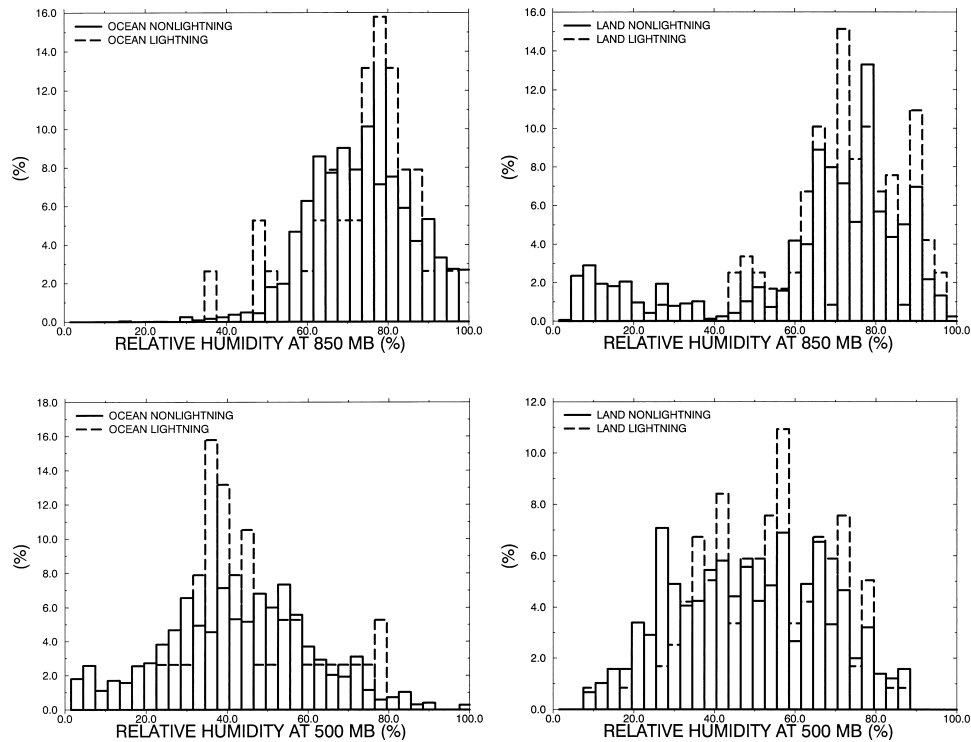 16.0
14.0
12.0
10.0
8.0
6.0
4.0
2.0
0.0
(%)
OCEAN NONLIGHTNING
OCEAN LIGHTNING
0.0 20.0 40.0 60.0 80.0 100.0
RELATIVE HUMIDITY AT 850 MB (%)
16.0
14.0
12.0
10.0
8.0
6.0
4.0
2.0
0.0
(%)
LAND NONLIGHTNING
LAND LIGHTNING
0.0 20.0 40.0 60.0 80.0 100.0
RELATIVE HUMIDITY AT 850 MB (%)
18.0
16.0
14.0
12.0
10.0
8.0
6.0
4.0
2.0
0.0
(%)
OCEAN NONLIGHTNING
OCEAN LIGHTNING
0.0 20.0 40.0 60.0 80.0 100.0
RELATIVE HUMIDITY AT 500 MB (%)
12.0
10.0
8.0
6.0
4.0
2.0
0.0
(%)
LAND NONLIGHTNING
LAND LIGHTNING
0.0 20.0 40.0 60.0 80.0 100.0
RELATIVE HUMIDITY AT 500 MB (%)